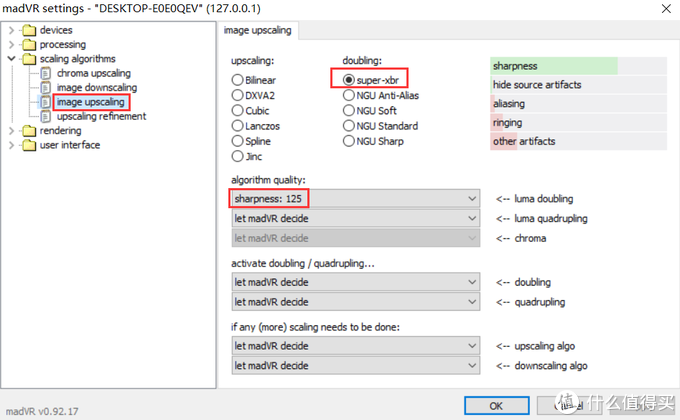 madVR settings - "DESKTOP-E0E0QEV" (127.0.0.1)
devices
processing
scaling algorithms
chroma upscaling
image downscaling
image upscaling
upscaling refinement
rendering
user interface
image upscaling
upscaling:
Bilinear
DXVA2
Cubic
Lanczos
Spline
Jinc
doubling:
super-xbr
NGU Anti-Alias
NGU Soft
NGU Standard
NGU Sharp
sharpness
hide source artifacts
aliasing
ringing
other artifacts
algorithm quality:
sharpness: 125 <-- luma doubling
let madVR decide <-- luma quadrupling
let madVR decide <-- chroma
activate doubling / quadrupling...
let madVR decide <-- doubling
let madVR decide <-- quadrupling
if any (more) scaling needs to be done:
let madVR decide <-- upscaling algo
let madVR decide <-- downscaling algo
madVR v0.92.17
OK
值 什么值得买